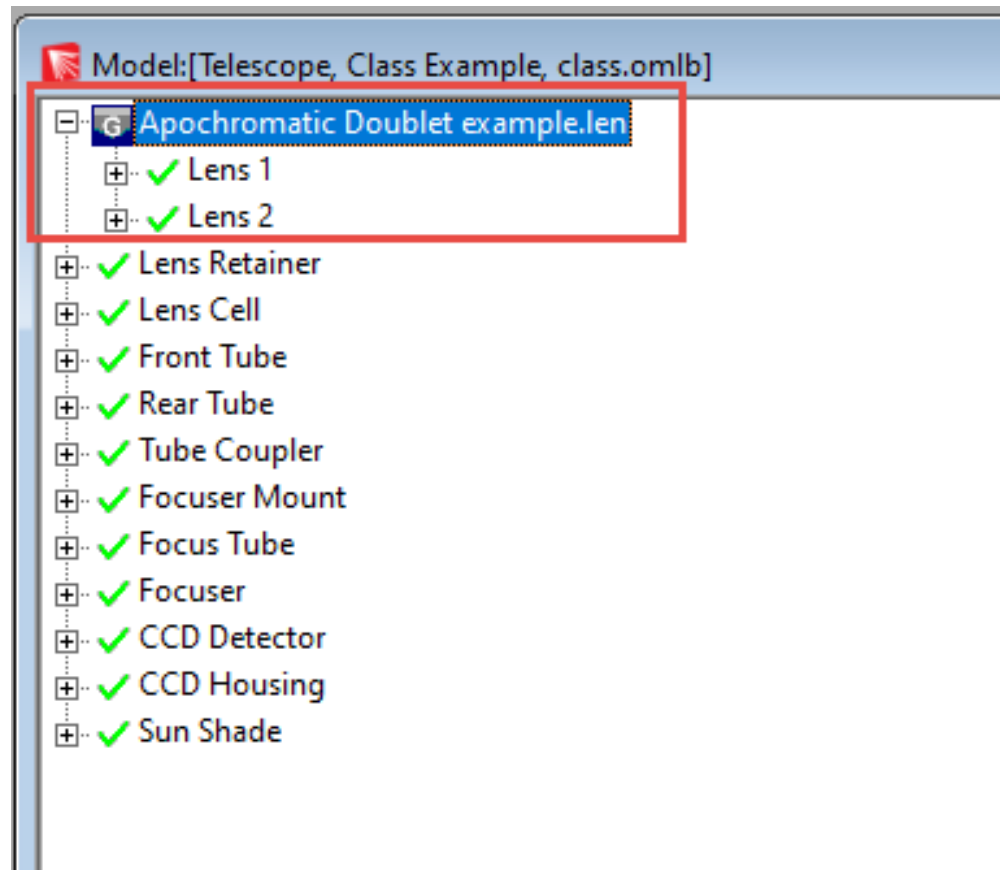 Model:[Telescope, Class Example, class.omlb]
G Apochromatic Doublet example.len
Lens 1
Lens 2
Lens Retainer
Lens Cell
Front Tube
Rear Tube
Tube Coupler
Focuser Mount
Focus Tube
Focuser
CCD Detector
CCD Housing
Sun Shade